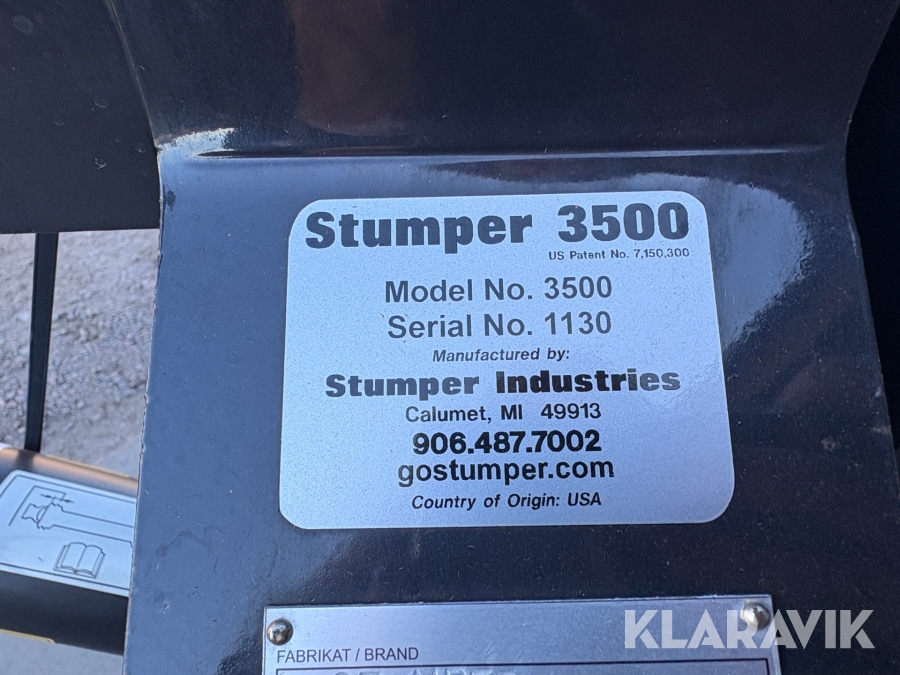 Stumper 3500
US Patent No. 7,150,300
Model No. 3500
Serial No. 1130
Manufactured by:
Stumper Industries
Calumet, MI 49913
906.487.7002
gostumper.com
Country of Origin: USA
FABRIKAT / BRAND
KLARAVIK